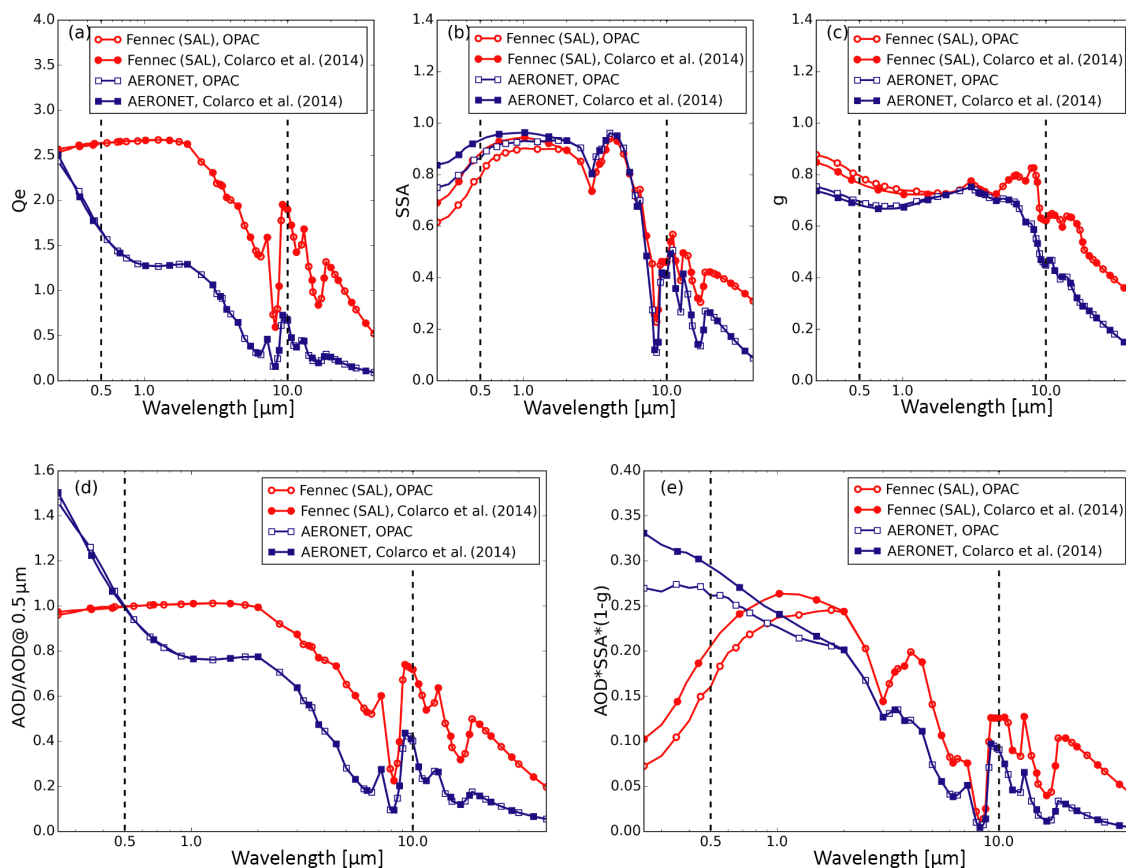 (a)
Fennec (SAL), OPAC
Fennec (SAL), Colarco et al. (2014)
AERONET, OPAC
AERONET, Colarco et al. (2014)
4.0
3.5
3.0
2.5
2.0
1.5
1.0
0.5
0.0
Qe
0.5
1.0
10.0
Wavelength [μm]
(b)
Fennec (SAL), OPAC
Fennec (SAL), Colarco et al. (2014)
AERONET, OPAC
AERONET, Colarco et al. (2014)
1.4
1.2
1.0
0.8
0.6
0.4
0.2
0.0
SSA
0.5
1.0
10.0
Wavelength [μm]
(c)
Fennec (SAL), OPAC
Fennec (SAL), Colarco et al. (2014)
AERONET, OPAC
AERONET, Colarco et al. (2014)
1.4
1.2
1.0
0.8
0.6
0.4
0.2
0.0
g
0.5
1.0
10.0
Wavelength [μm]
(d)
Fennec (SAL), OPAC
Fennec (SAL), Colarco et al. (2014)
AERONET, OPAC
AERONET, Colarco et al. (2014)
1.6
1.4
1.2
1.0
0.8
0.6
0.4
0.2
0.0
AOD/AOD@ 0.5 μm
0.5
1.0
10.0
Wavelength [μm]
(e)
Fennec (SAL), OPAC
Fennec (SAL), Colarco et al. (2014)
AERONET, OPAC
AERONET, Colarco et al. (2014)
0.40
0.35
0.30
0.25
0.20
0.15
0.10
0.05
0.00
AOD*SSA*(1-g)
0.5
1.0
10.0
Wavelength [μm]